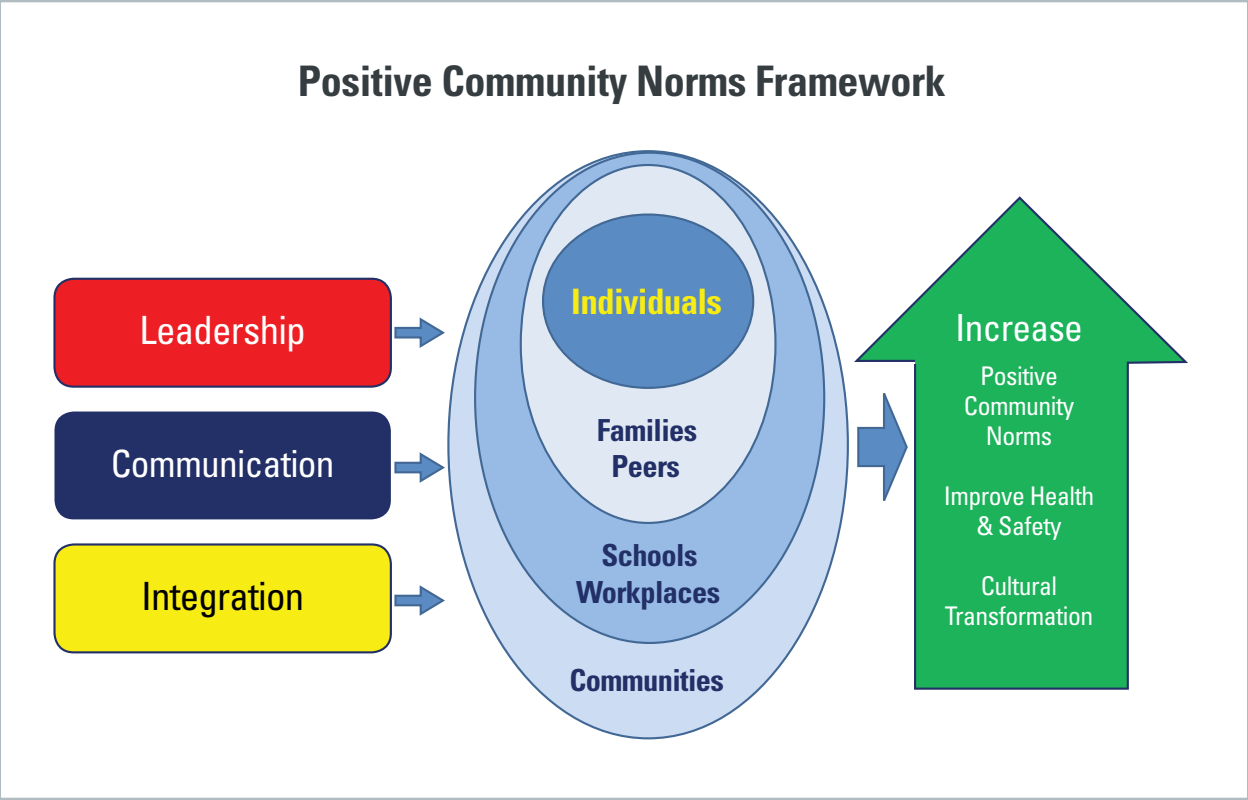 Positive Community Norms Framework
Leadership
Communication
Integration
Individuals
Families
Peers
Schools
Workplaces
Communities
Increase
Positive
Community
Norms
Improve Health
& Safety
Cultural
Transformation